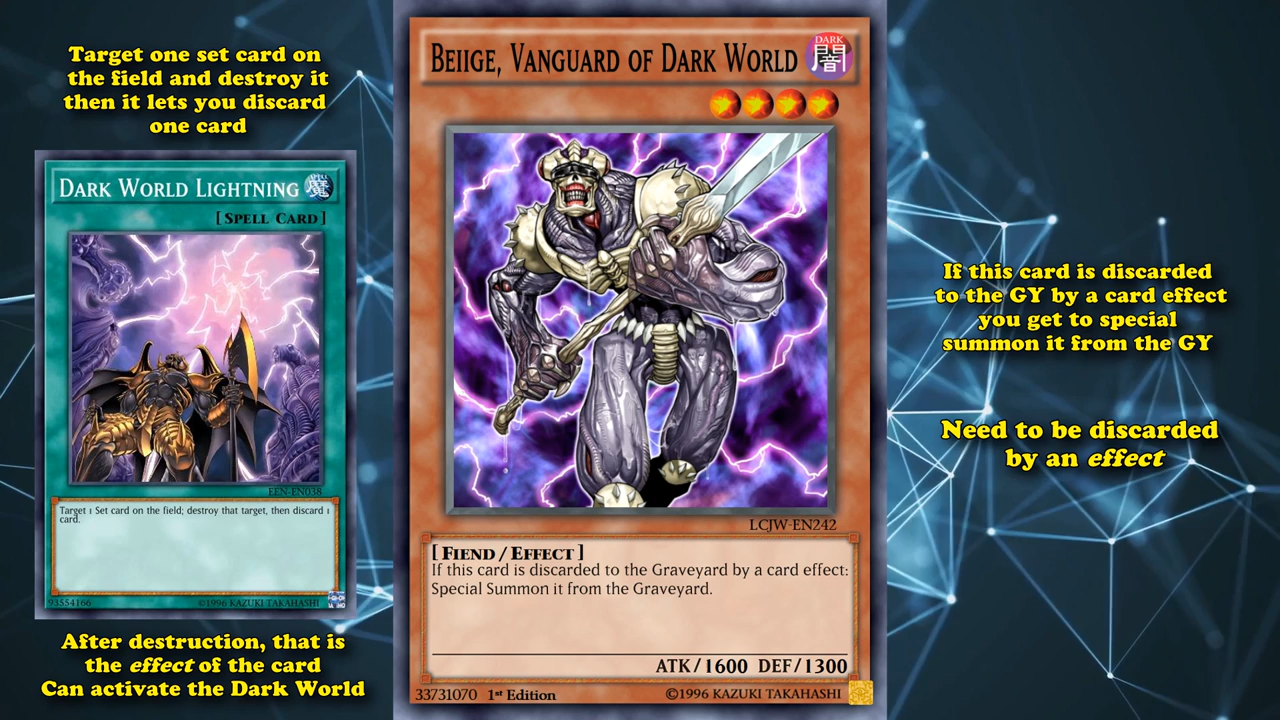 Target one set card on
the field and destroy it
then it lets you discard
one card
DARK WORLD LIGHTNING
魔
[ SPELL CARD ]
EEN-EN038
Target 1 Set card on the field; destroy that target, then discard 1
card.
93554166
©1996 KAZUKI TAKAHASHI
After destruction, that is
the effect of the card
Can activate the Dark World
BEIIGE, VANGUARD OF DARK WORLD
DARK
闇
LCJW-EN242
[ FIEND / EFFECT ]
If this card is discarded to the Graveyard by a card effect:
Special Summon it from the Graveyard.
ATK/1600 DEF/1300
33731070 1st Edition
©1996 KAZUKI TAKAHASHI
If this card is discarded
to the GY by a card effect
you get to special
summon it from the GY
Need to be discarded
by an effect